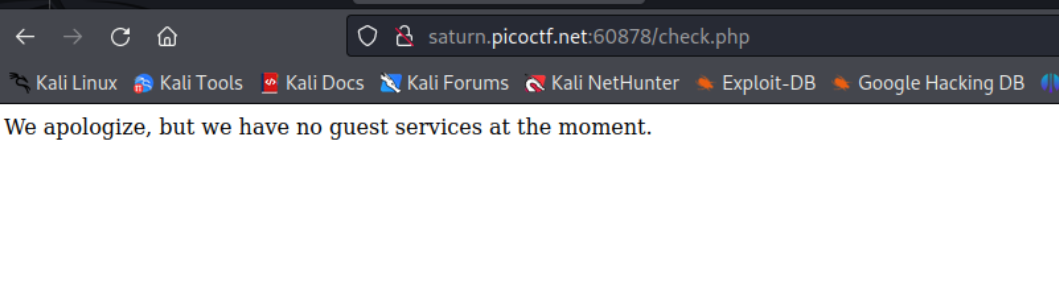 saturn.picoctf.net:60878/check.php
Kali Linux Kali Tools Kali Docs Kali Forums Kali NetHunter Exploit-DB Google Hacking DB
We apologize, but we have no guest services at the moment.